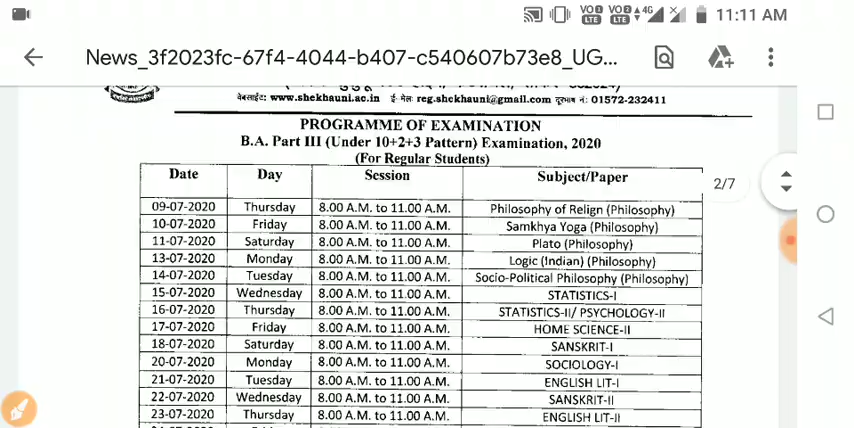 VO LTE VO LTE 4G 11:11 AM
News_3f2023fc-67f4-4044-b407-c540607b73e8_UG...
वेबसाईट: www.shekhauni.ac.in ई- मेल: reg.shekhauni@gmail.com दूरभाष नं: 01572-232411
PROGRAMME OF EXAMINATION
B.A. Part III (Under 10+2+3 Pattern) Examination, 2020
(For Regular Students)
Date Day Session Subject/Paper
2/7
09-07-2020 Thursday 8.00 A.M. to 11.00 A.M. Philosophy of Relign (Philosophy)
10-07-2020 Friday 8.00 A.M. to 11.00 A.M. Samkhya Yoga (Philosophy)
11-07-2020 Saturday 8.00 A.M. to 11.00 A.M. Plato (Philosophy)
13-07-2020 Monday 8.00 A.M. to 11.00 A.M. Logic (Indian) (Philosophy)
14-07-2020 Tuesday 8.00 A.M. to 11.00 A.M. Socio-Political Philosophy (Philosophy)
15-07-2020 Wednesday 8.00 A.M. to 11.00 A.M. STATISTICS-I
16-07-2020 Thursday 8.00 A.M. to 11.00 A.M. STATISTICS-II/ PSYCHOLOGY-II
17-07-2020 Friday 8.00 A.M. to 11.00 A.M. HOME SCIENCE-II
18-07-2020 Saturday 8.00 A.M. to 11.00 A.M. SANSKRIT-I
20-07-2020 Monday 8.00 A.M. to 11.00 A.M. SOCIOLOGY-I
21-07-2020 Tuesday 8.00 A.M. to 11.00 A.M. ENGLISH LIT-I
22-07-2020 Wednesday 8.00 A.M. to 11.00 A.M. SANSKRIT-II
23-07-2020 Thursday 8.00 A.M. to 11.00 A.M. ENGLISH LIT-II